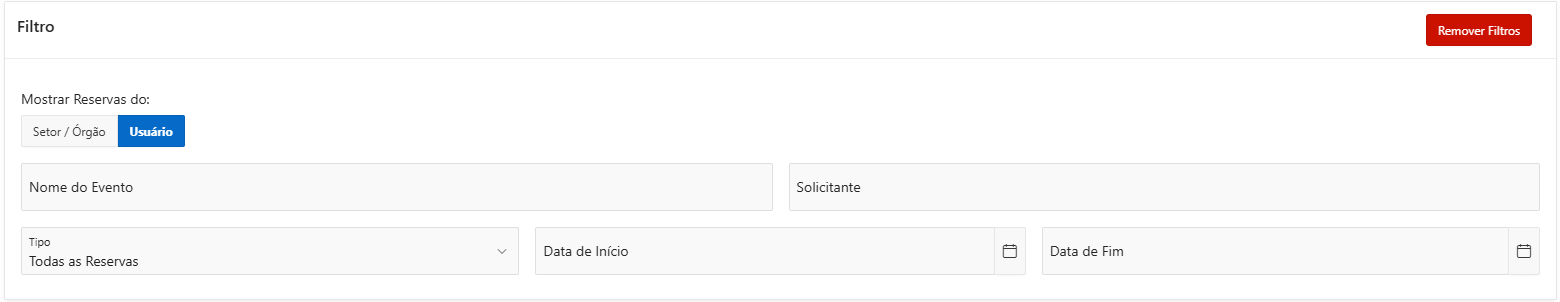 Filtro
Remover Filtros
Mostrar Reservas do:
Setor / Órgão
Usuário
Nome do Evento
Solicitante
Tipo
Todas as Reservas
Data de Início
Data de Fim